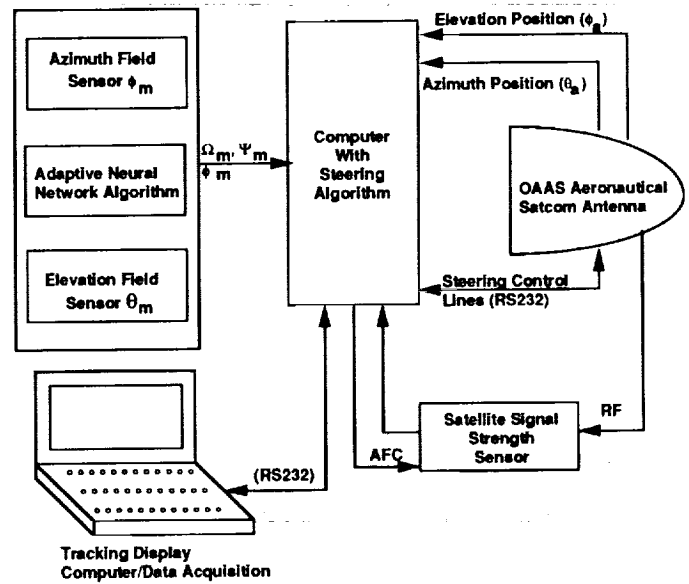 Azimuth Field
Sensor ϕm
Adaptive Neural
Network Algorithm
Elevation Field
Sensor θm
Ωm, Ψm
ϕm
Computer
With
Steering
Algorithm
Elevation Position (ϕa)
Azimuth Position (θa)
OAAS Aeronautical
Satcom Antenna
Steering Control
Lines (RS232)
Satellite Signal
Strength
Sensor
RF
AFC
(RS232)
Tracking Display
Computer/Data Acquisition